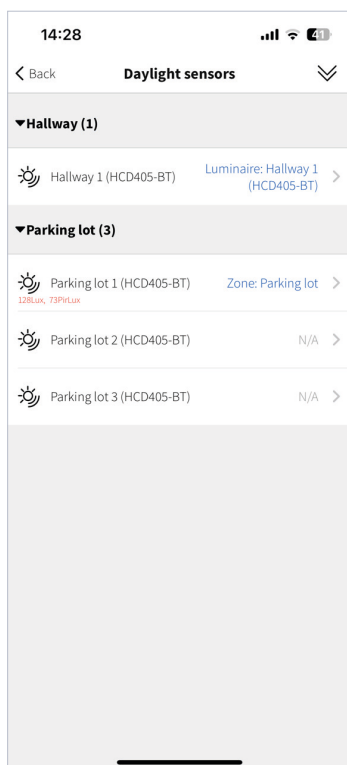 14:28
41
Back
Daylight sensors
Hallway (1)
Hallway 1 (HCD405-BT)
Luminaire: Hallway 1
(HCD405-BT)
Parking lot (3)
Parking lot 1 (HCD405-BT)
Zone: Parking lot
128Lux, 73PirLux
Parking lot 2 (HCD405-BT)
N/A
Parking lot 3 (HCD405-BT)
N/A